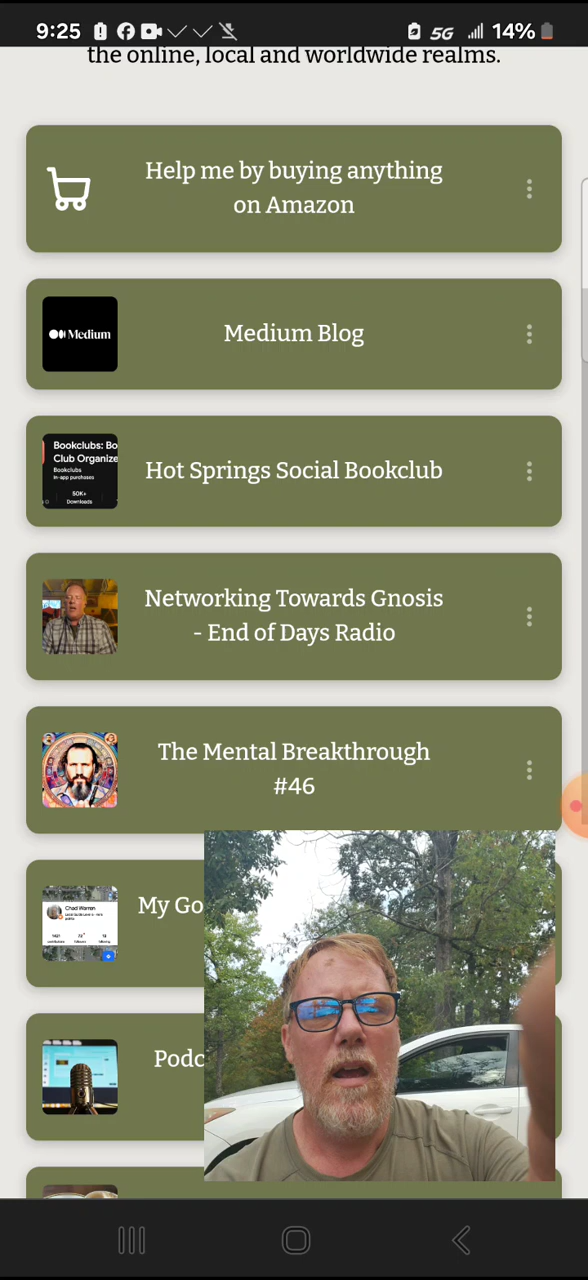 9:25
5G
14%
the online, local and worldwide realms.
Help me by buying anything
on Amazon
Medium
Medium Blog
Bookclubs: Bo
Club Organize
Bookclubs
In-app purchases
50K+
Downloads
Hot Springs Social Bookclub
Networking Towards Gnosis
- End of Days Radio
The Mental Breakthrough
#46
My Go
Chad Warren
Podc